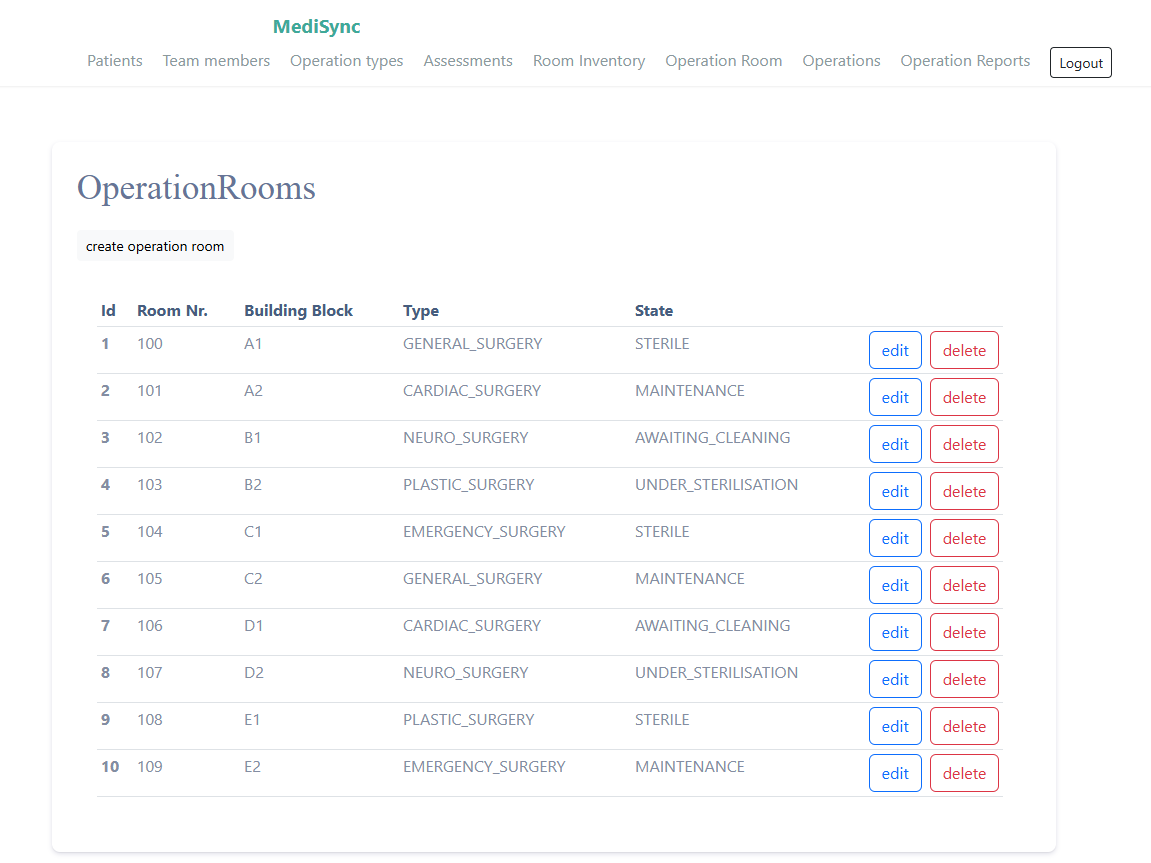 MediSync
Patients Team members Operation types Assessments Room Inventory Operation Room Operations Operation Reports Logout
OperationRooms
create operation room
Id Room Nr. Building Block Type State
1 100 A1 GENERAL_SURGERY STERILE edit delete
2 101 A2 CARDIAC_SURGERY MAINTENANCE edit delete
3 102 B1 NEURO_SURGERY AWAITING_CLEANING edit delete
4 103 B2 PLASTIC_SURGERY UNDER_STERILISATION edit delete
5 104 C1 EMERGENCY_SURGERY STERILE edit delete
6 105 C2 GENERAL_SURGERY MAINTENANCE edit delete
7 106 D1 CARDIAC_SURGERY AWAITING_CLEANING edit delete
8 107 D2 NEURO_SURGERY UNDER_STERILISATION edit delete
9 108 E1 PLASTIC_SURGERY STERILE edit delete
10 109 E2 EMERGENCY_SURGERY MAINTENANCE edit delete